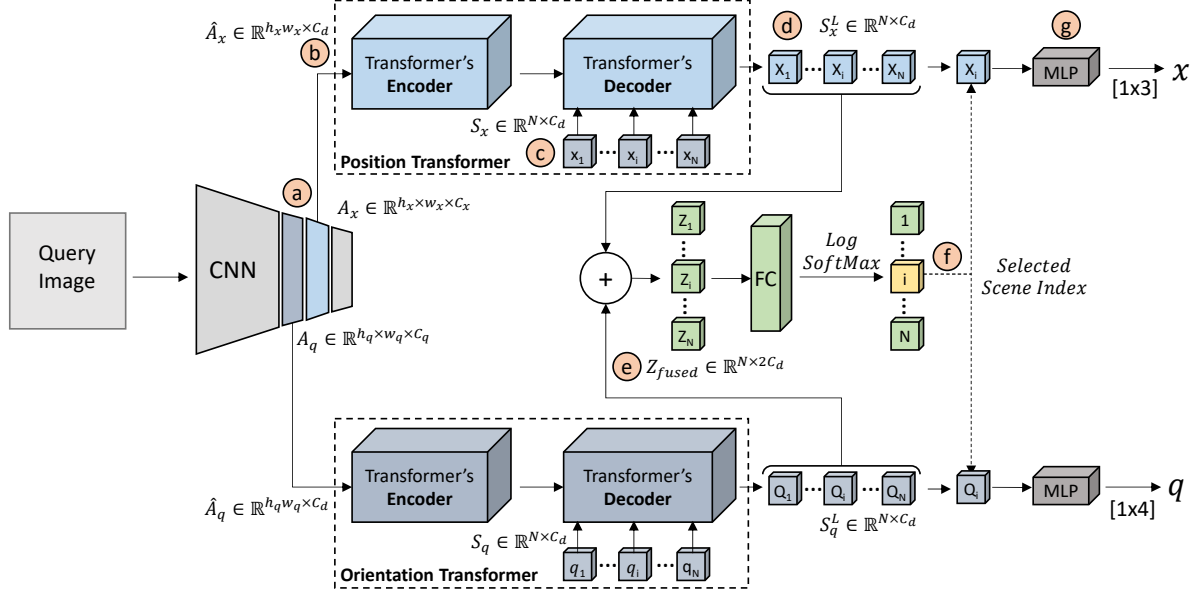 Â_x ∈ ℝ^{h_x w_x × C_d}
b
Transformer's
Encoder
Transformer's
Decoder
S_x ∈ ℝ^{N×C_d}
c
x_1 ... x_i ... x_N
Position Transformer
d
S_x^L ∈ ℝ^{N×C_d}
X_1 ... X_i ... X_N
X_i
g
MLP
x
[1x3]
Query
Image
CNN
a
A_x ∈ ℝ^{h_x×w_x×C_x}
A_q ∈ ℝ^{h_q×w_q×C_q}
+
Z_1
Z_i
Z_N
FC
Log
SoftMax
1
i
N
f
Selected
Scene Index
e
Z_{fused} ∈ ℝ^{N×2C_d}
Â_q ∈ ℝ^{h_q w_q × C_d}
Transformer's
Encoder
Transformer's
Decoder
S_q ∈ ℝ^{N×C_d}
q_1 ... q_i ... q_N
Orientation Transformer
Q_1 ... Q_i ... Q_N
S_q^L ∈ ℝ^{N×C_d}
Q_i
MLP
q
[1x4]